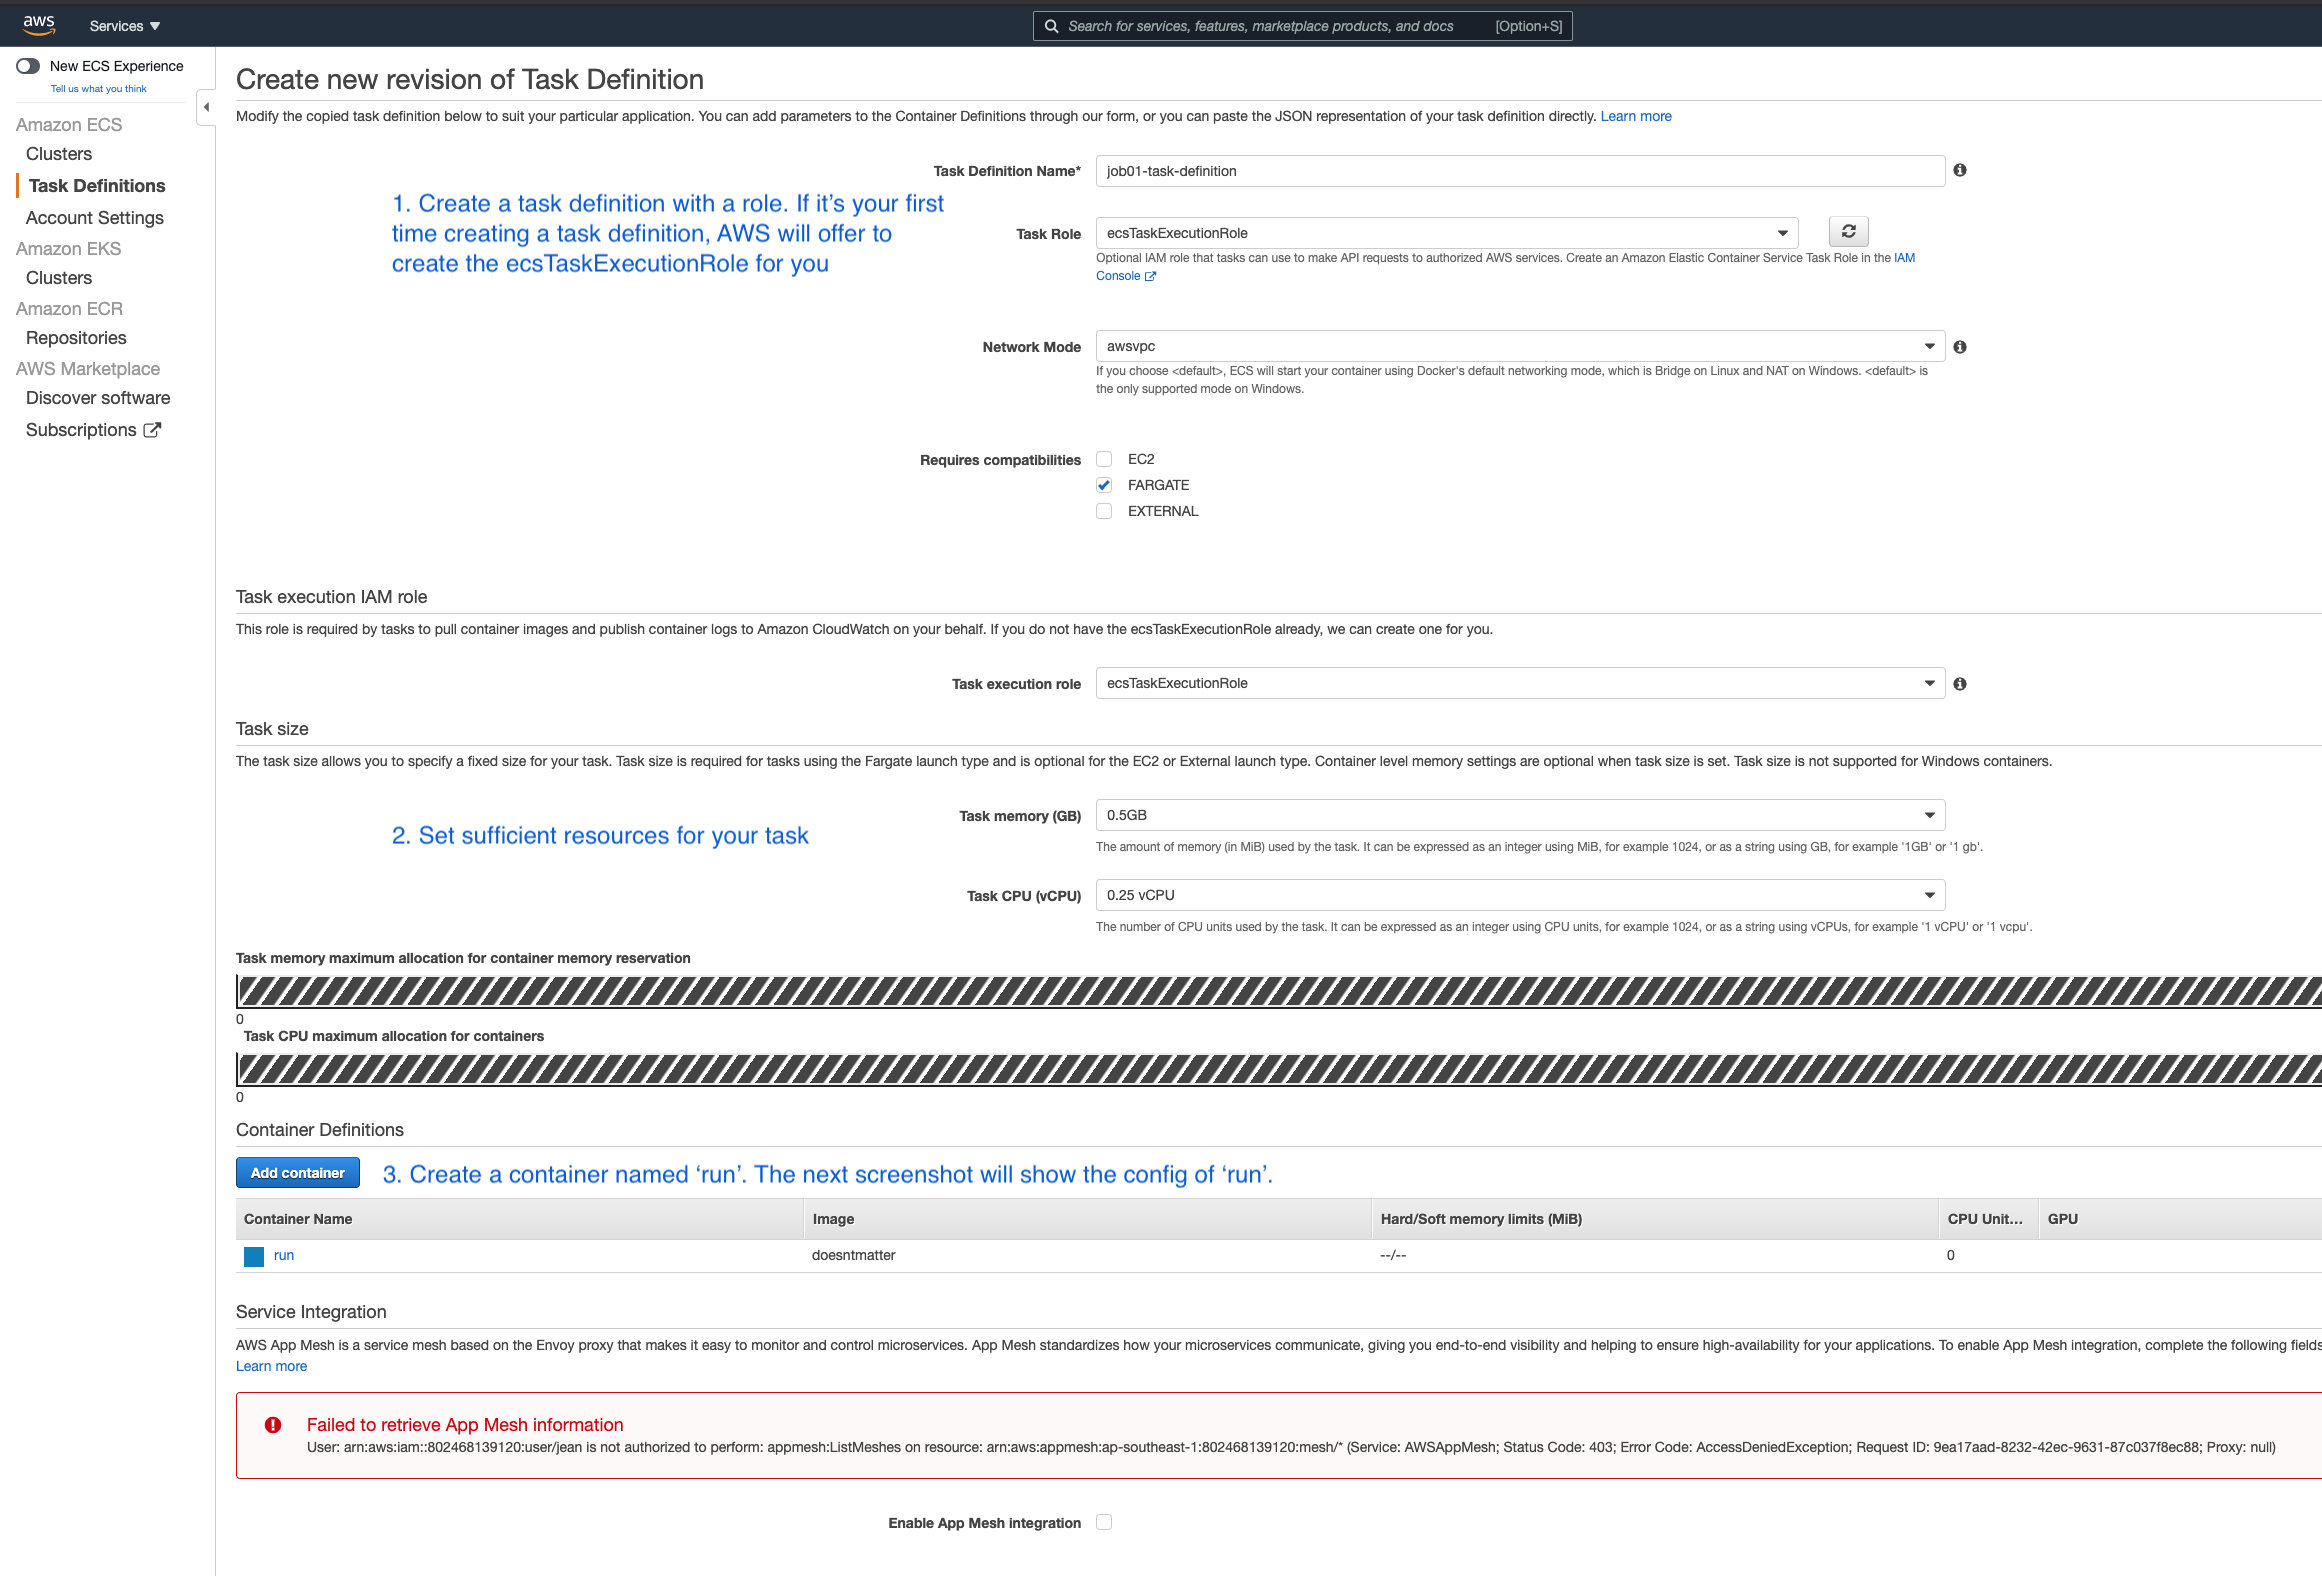 aws
Services ▼
Search for services, features, marketplace products, and docs [Option+S]
New ECS Experience
Tell us what you think
Amazon ECS
Clusters
Task Definitions
Account Settings
Amazon EKS
Clusters
Amazon ECR
Repositories
AWS Marketplace
Discover software
Subscriptions
Create new revision of Task Definition
Modify the copied task definition below to suit your particular application. You can add parameters to the Container Definitions through our form, or you can paste the JSON representation of your task definition directly. Learn more
Task Definition Name* job01-task-definition
1. Create a task definition with a role. If it’s your first
time creating a task definition, AWS will offer to
create the ecsTaskExecutionRole for you
Task Role ecsTaskExecutionRole
Optional IAM role that tasks can use to make API requests to authorized AWS services. Create an Amazon Elastic Container Service Task Role in the IAM
Console
Network Mode awsvpc
If you choose <default>, ECS will start your container using Docker's default networking mode, which is Bridge on Linux and NAT on Windows. <default> is
the only supported mode on Windows.
Requires compatibilities EC2
FARGATE
EXTERNAL
Task execution IAM role
This role is required by tasks to pull container images and publish container logs to Amazon CloudWatch on your behalf. If you do not have the ecsTaskExecutionRole already, we can create one for you.
Task execution role ecsTaskExecutionRole
Task size
The task size allows you to specify a fixed size for your task. Task size is required for tasks using the Fargate launch type and is optional for the EC2 or External launch type. Container level memory settings are optional when task size is set. Task size is not supported for Windows containers.
Task memory (GB) 0.5GB
2. Set sufficient resources for your task
The amount of memory (in MiB) used by the task. It can be expressed as an integer using MiB, for example 1024, or as a string using GB, for example '1GB' or '1 gb'.
Task CPU (vCPU) 0.25 vCPU
The number of CPU units used by the task. It can be expressed as an integer using CPU units, for example 1024, or as a string using vCPUs, for example '1 vCPU' or '1 vcpu'.
Task memory maximum allocation for container memory reservation
0
Task CPU maximum allocation for containers
0
Container Definitions
Add container
3. Create a container named ‘run’. The next screenshot will show the config of ‘run’.
Container Name Image Hard/Soft memory limits (MiB) CPU Unit... GPU
run doesntmatter --/-- 0
Service Integration
AWS App Mesh is a service mesh based on the Envoy proxy that makes it easy to monitor and control microservices. App Mesh standardizes how your microservices communicate, giving you end-to-end visibility and helping to ensure high-availability for your applications. To enable App Mesh integration, complete the following fields
Learn more
Failed to retrieve App Mesh information
User: arn:aws:iam::802468139120:user/jean is not authorized to perform: appmesh:ListMeshes on resource: arn:aws:appmesh:ap-southeast-1:802468139120:mesh/* (Service: AWSAppMesh; Status Code: 403; Error Code: AccessDeniedException; Request ID: 9ea17aad-8232-42ec-9631-87c037f8ec88; Proxy: null)
Enable App Mesh integration